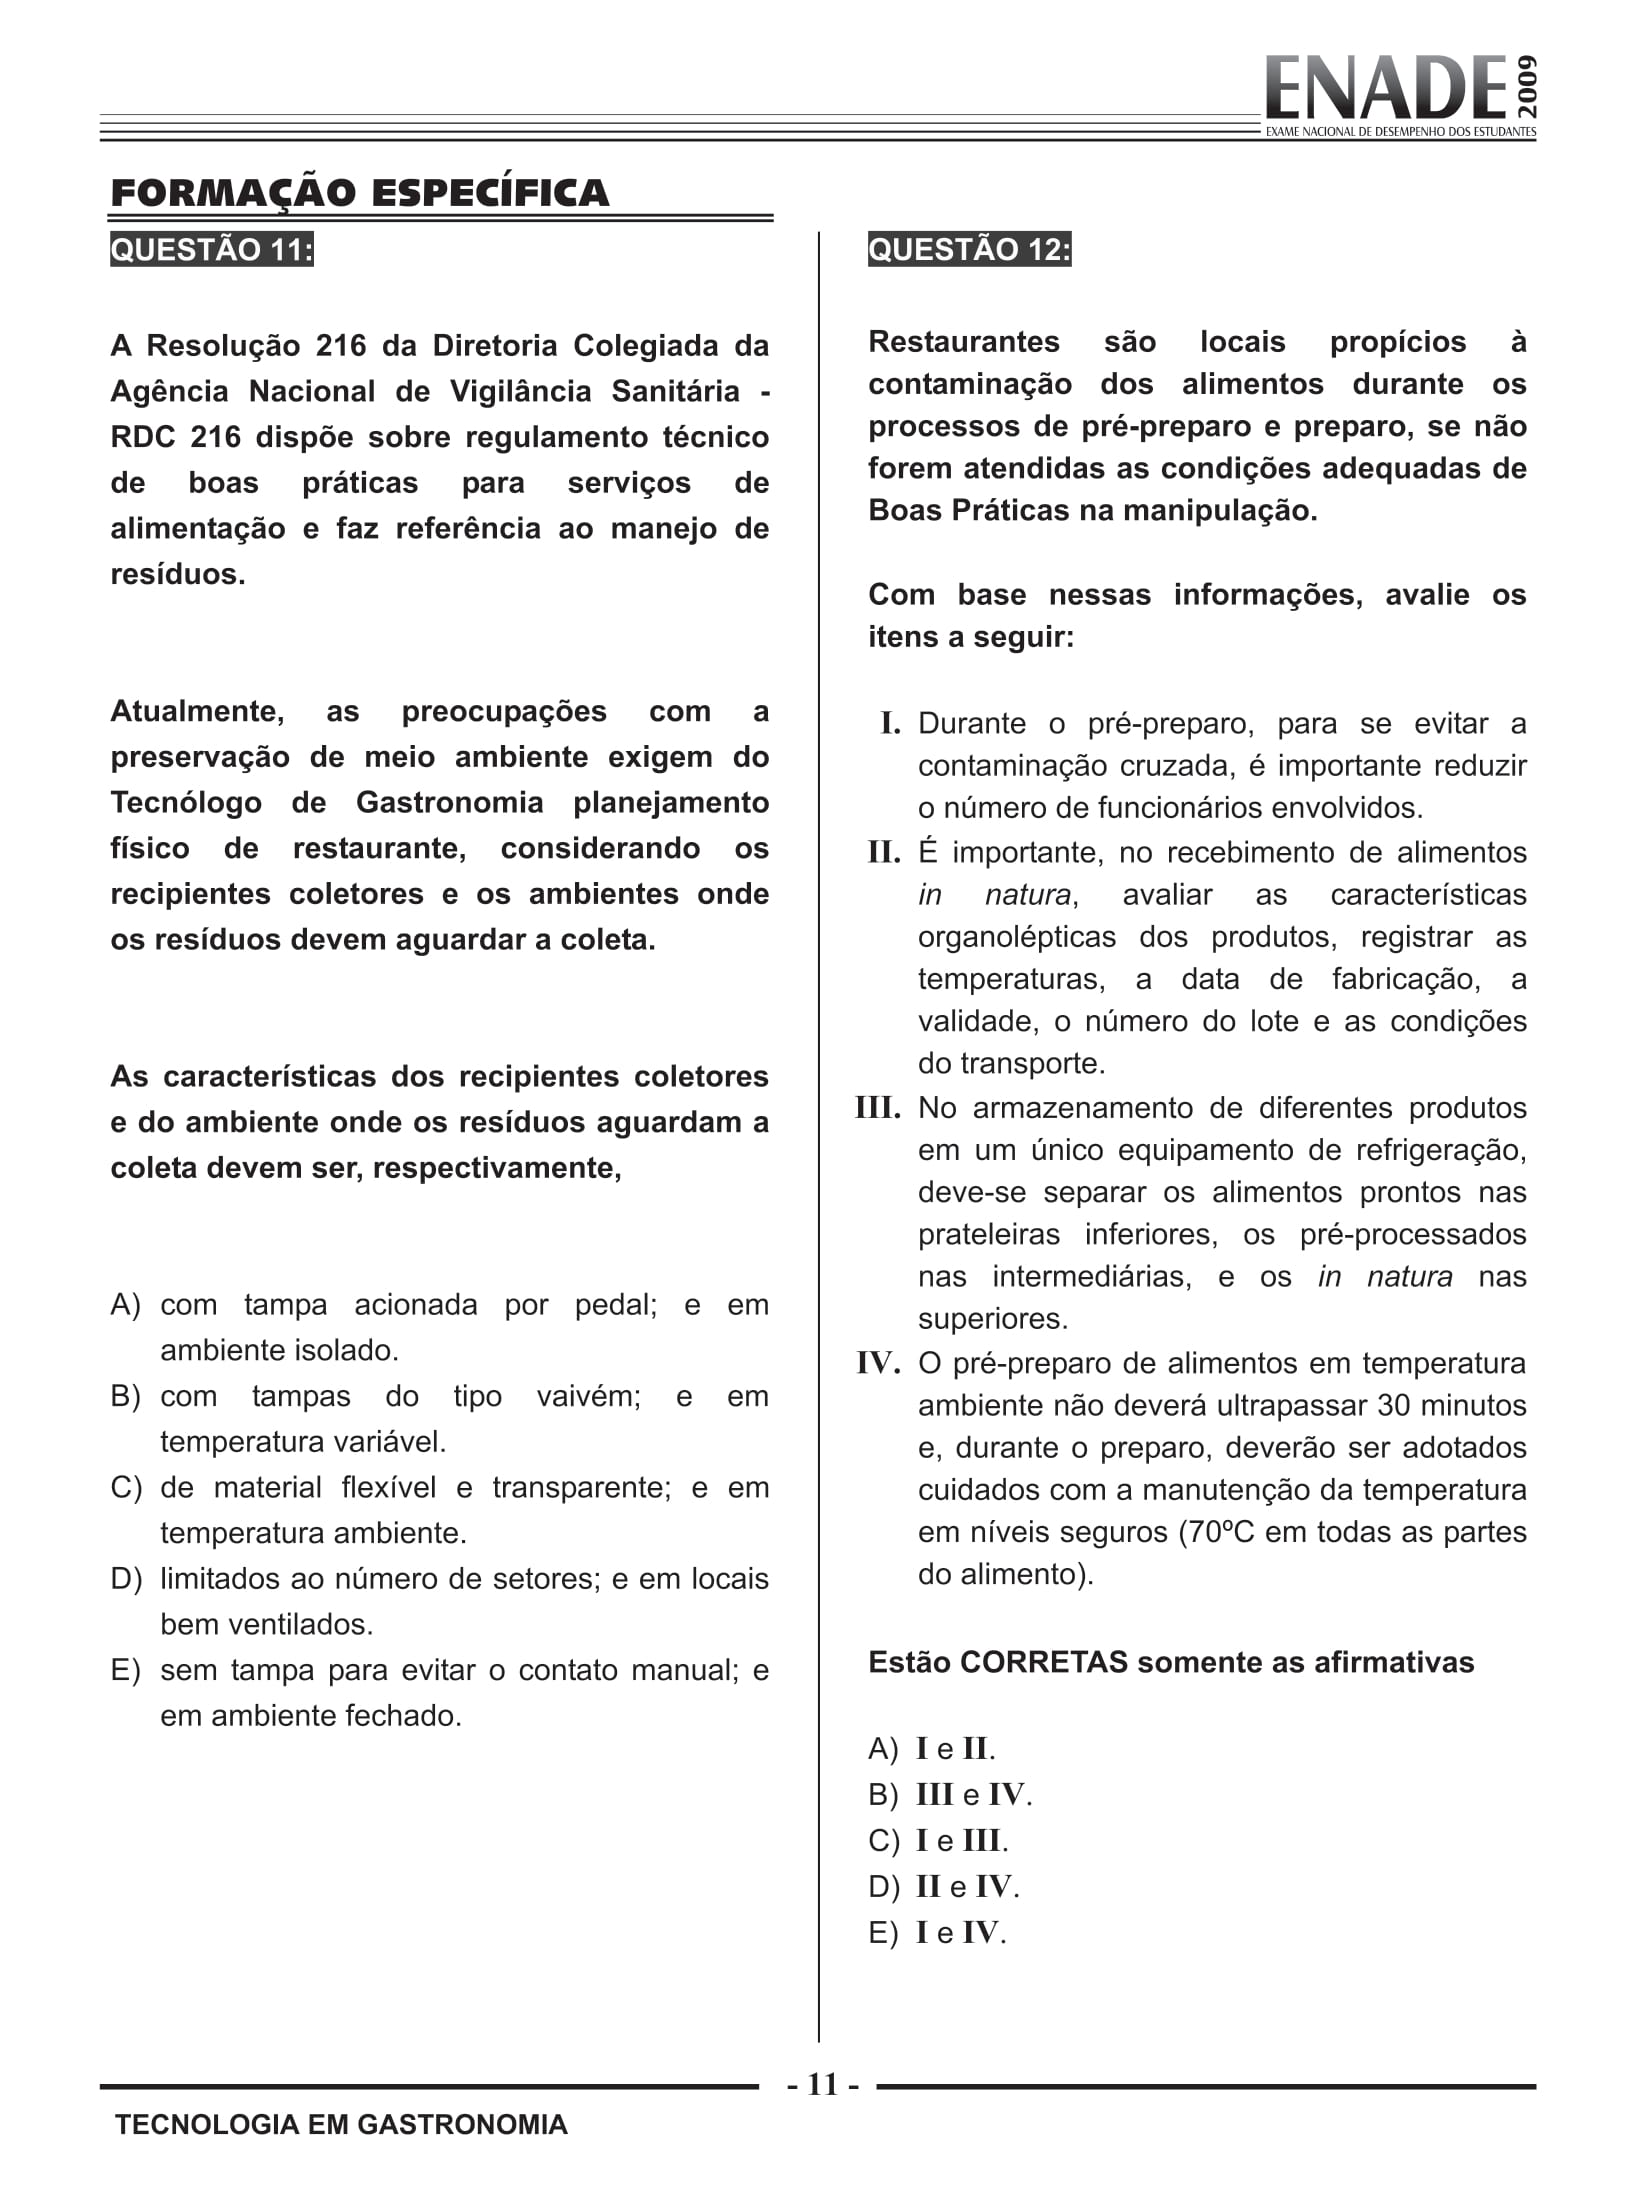 ENADE
2009
EXAME NACIONAL DE DESEMPENHO DOS ESTUDANTES
FORMAÇÃO ESPECÍFICA
QUESTÃO 11:
A Resolução 216 da Diretoria Colegiada da
Agência Nacional de Vigilância Sanitária -
RDC 216 dispõe sobre regulamento técnico
de boas práticas para serviços de
alimentação e faz referência ao manejo de
resíduos.
Atualmente, as preocupações com a
preservação de meio ambiente exigem do
Tecnólogo de Gastronomia planejamento
físico de restaurante, considerando os
recipientes coletores e os ambientes onde
os resíduos devem aguardar a coleta.
As características dos recipientes coletores
e do ambiente onde os resíduos aguardam a
coleta devem ser, respectivamente,
A) com tampa acionada por pedal; e em
ambiente isolado.
B) com tampas do tipo vaivém; e em
temperatura variável.
C) de material flexível e transparente; e em
temperatura ambiente.
D) limitados ao número de setores; e em locais
bem ventilados.
E) sem tampa para evitar o contato manual; e
em ambiente fechado.
QUESTÃO 12:
Restaurantes são locais propícios à
contaminação dos alimentos durante os
processos de pré-preparo e preparo, se não
forem atendidas as condições adequadas de
Boas Práticas na manipulação.
Com base nessas informações, avalie os
itens a seguir:
I. Durante o pré-preparo, para se evitar a
contaminação cruzada, é importante reduzir
o número de funcionários envolvidos.
II. É importante, no recebimento de alimentos
in natura, avaliar as características
organolépticas dos produtos, registrar as
temperaturas, a data de fabricação, a
validade, o número do lote e as condições
do transporte.
III. No armazenamento de diferentes produtos
em um único equipamento de refrigeração,
deve-se separar os alimentos prontos nas
prateleiras inferiores, os pré-processados
nas intermediárias, e os in natura nas
superiores.
IV. O pré-preparo de alimentos em temperatura
ambiente não deverá ultrapassar 30 minutos
e, durante o preparo, deverão ser adotados
cuidados com a manutenção da temperatura
em níveis seguros (70ºC em todas as partes
do alimento).
Estão CORRETAS somente as afirmativas
A) I e II.
B) III e IV.
C) I e III.
D) II e IV.
E) I e IV.
- 11 -
TECNOLOGIA EM GASTRONOMIA